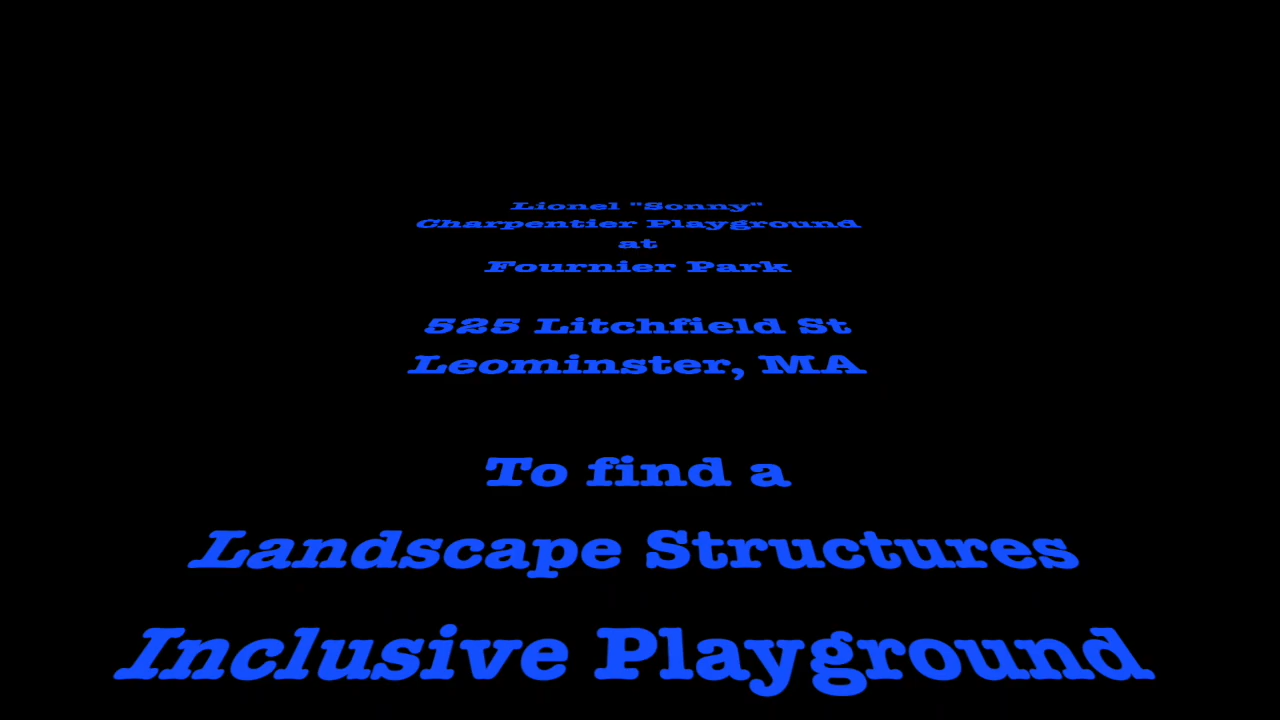 Lionel "Sonny"
Charpentier Playground
at
Fournier Park
525 Litchfield St
Leominster, MA
To find a
Landscape Structures
Inclusive Playground